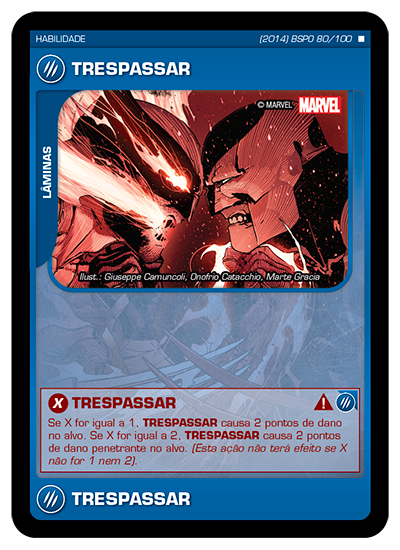 HABILIDADE (2014) BSP0 80/100
TRESPASSAR
© MARVEL MARVEL
LÂMINAS
Ilust.: Giuseppe Camuncoli, Onofrio Catacchio, Marte Gracia
X TRESPASSAR
Se X for igual a 1, TRESPASSAR causa 2 pontos de dano
no alvo. Se X for igual a 2, TRESPASSAR causa 2 pontos
de dano penetrante no alvo. (Esta ação não terá efeito se X
não for 1 nem 2).
TRESPASSAR